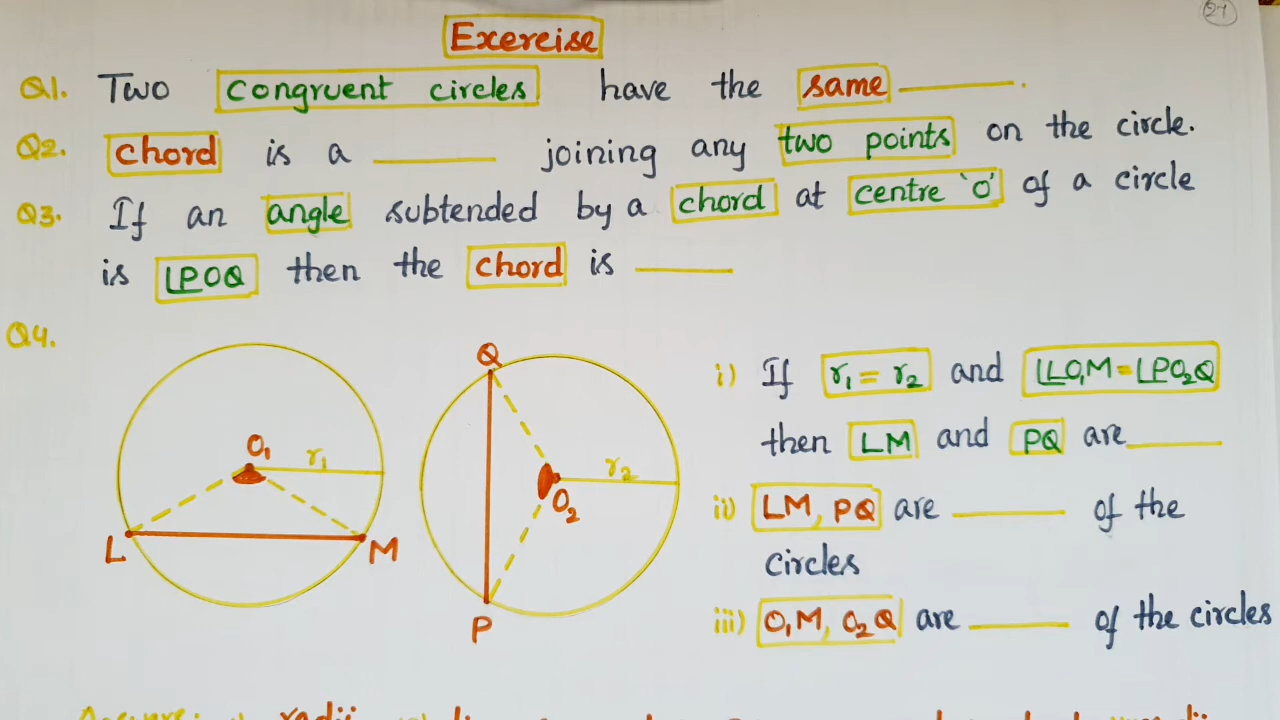 27
Exercise
Q1. Two congruent circles have the same ______.
Q2. chord is a ______ joining any two points on the circle.
Q3. If an angle subtended by a chord at centre 'O' of a circle
is ∠POQ then the chord is ______
Q4.
O₁
r₁
L
M
Q
r₂
O₂
P
i) If r₁ = r₂ and ∠LO₁M = ∠PO₂Q
then LM and PQ are ______
ii) LM, PQ are ______ of the
circles
iii) O₁M, O₂Q are ______ of the circles
Answers: radii